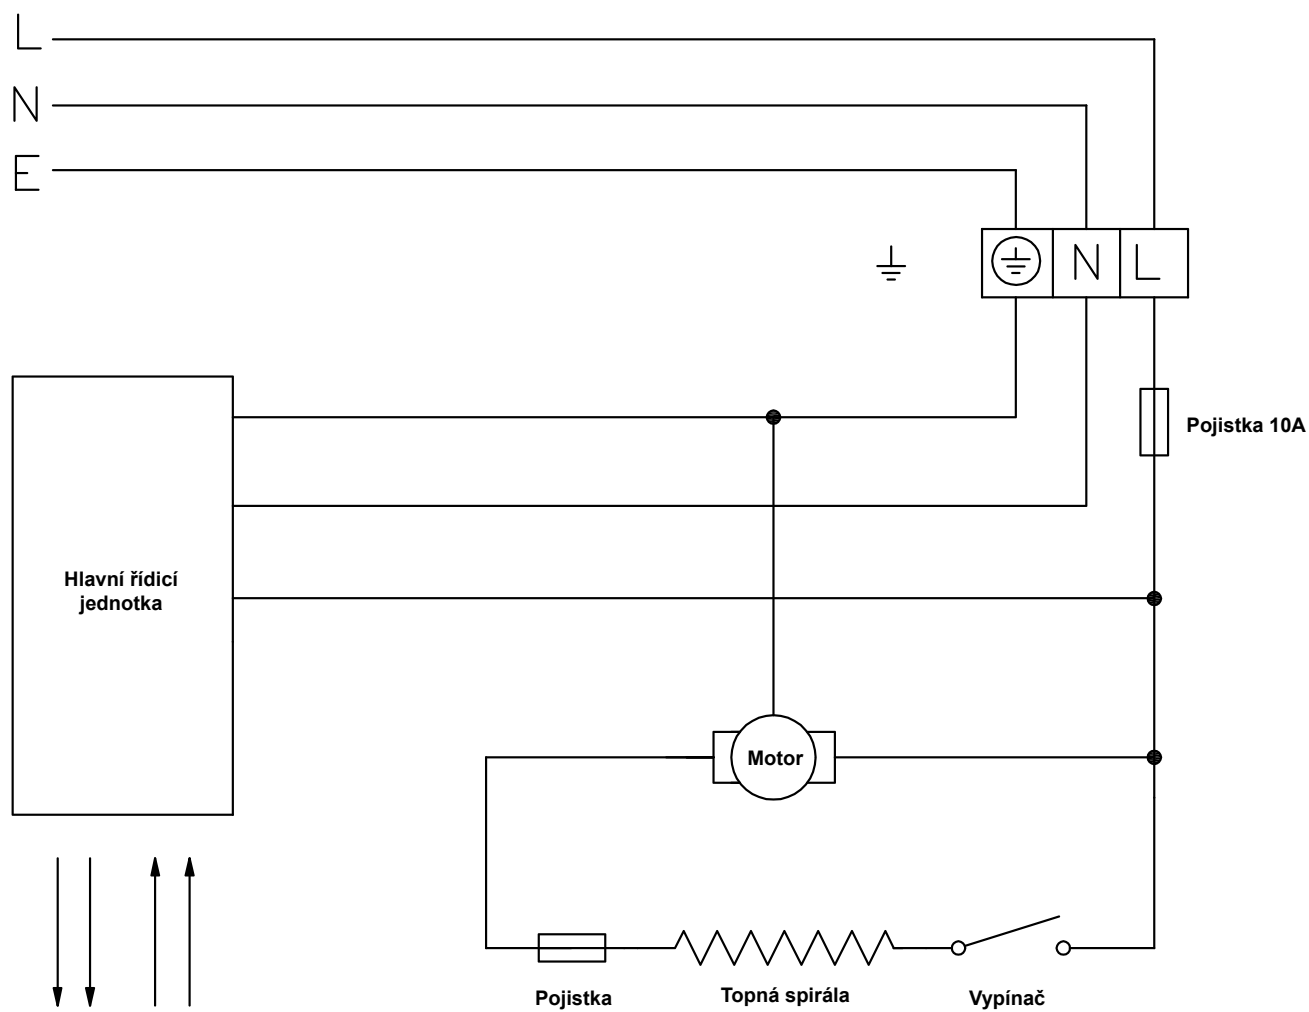 L
N
E
N L
Pojistka 10A
Hlavní řídicí
jednotka
Motor
Pojistka
Topná spirála
Vypínač